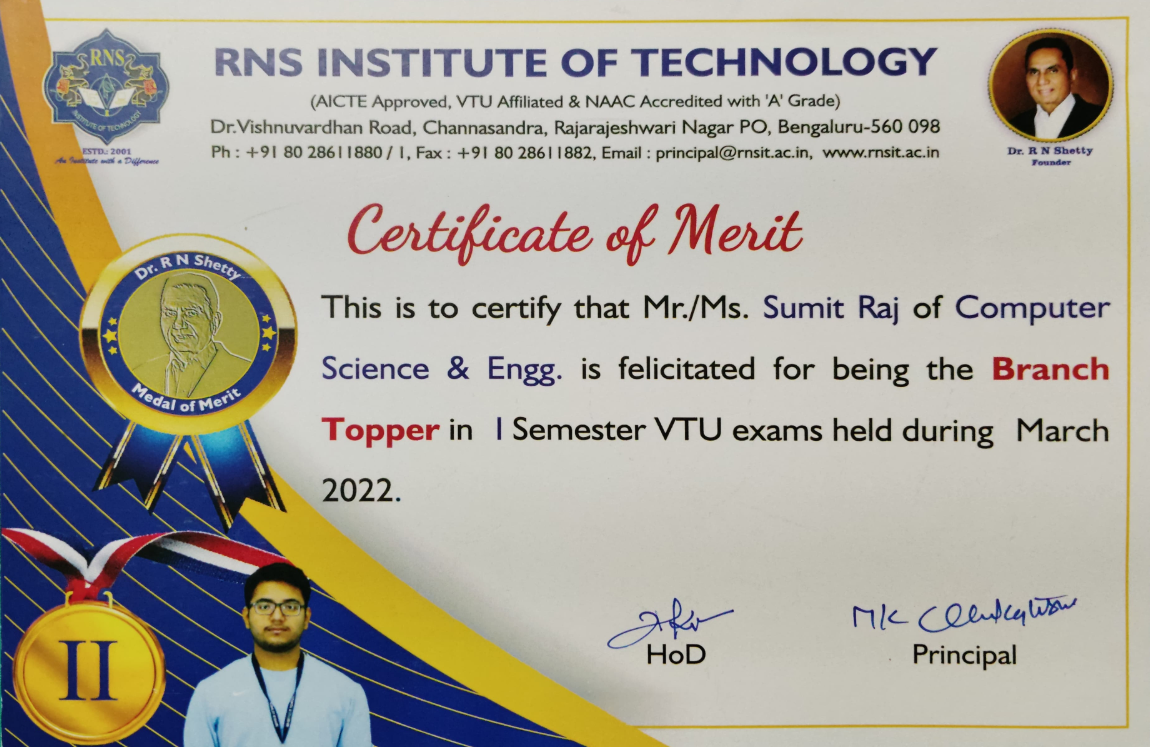 RNS
INSTITUTE OF TECHNOLOGY
ESTD.: 2001
An Institute with a Difference
RNS INSTITUTE OF TECHNOLOGY
(AICTE Approved, VTU Affiliated & NAAC Accredited with 'A' Grade)
Dr.Vishnuvardhan Road, Channasandra, Rajarajeshwari Nagar PO, Bengaluru-560 098
Ph : +91 80 28611880 / 1, Fax : +91 80 28611882, Email : principal@rnsit.ac.in, www.rnsit.ac.in
Dr. R N Shetty
Founder
Certificate of Merit
Dr. R N Shetty
Medal of Merit
This is to certify that Mr./Ms. Sumit Raj of Computer
Science & Engg. is felicitated for being the Branch
Topper in I Semester VTU exams held during March
2022.
II
HoD
Principal